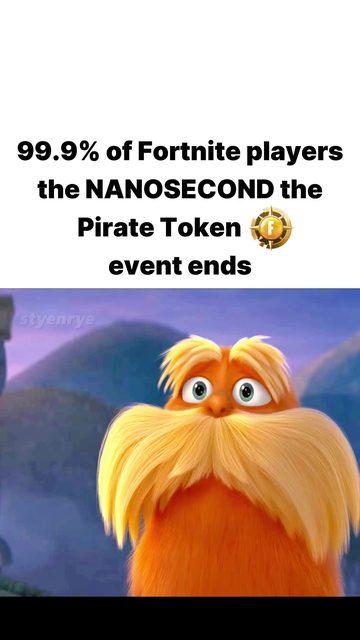 99.9% of Fortnite players
the NANOSECOND the
Pirate Token F
event ends
styenrye